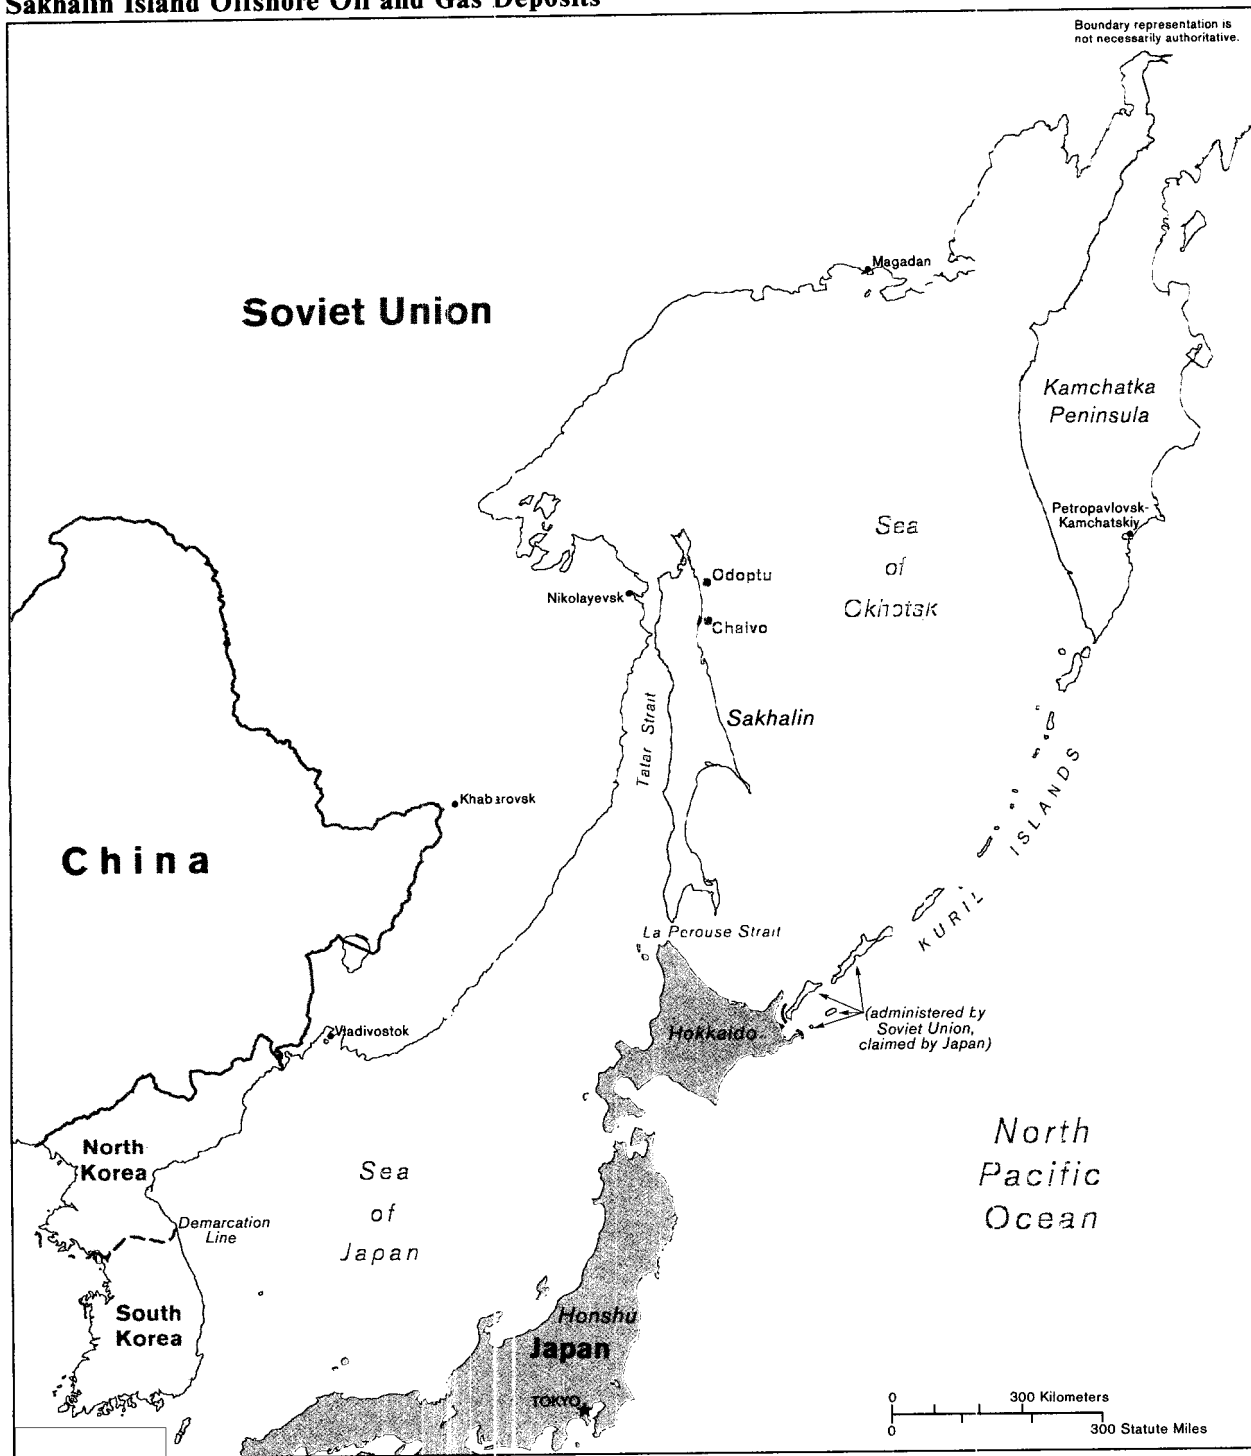 Sakhalin Island Offshore Oil and Gas Deposits
Boundary representation is
not necessarily authoritative.
Magadan
Soviet Union
Kamchatka
Peninsula
Petropavlovsk-
Kamchatskiy
Sea
of
Okhotsk
Odoptu
Nikolayevsk
Chaivo
Tatar Strait
Sakhalin
KURIL ISLANDS
Khabarovsk
China
La Perouse Strait
Vladivostok
Hokkaido
(administered by
Soviet Union,
claimed by Japan)
North
Korea
Sea
of
Japan
North
Pacific
Ocean
Demarcation
Line
South
Korea
Honshu
Japan
TOKYO
0 300 Kilometers
0 300 Statute Miles